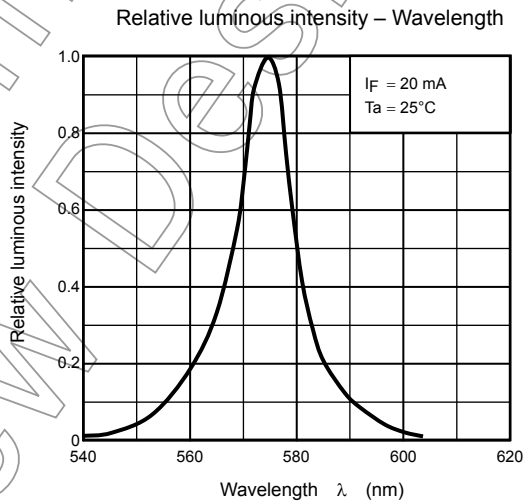 Relative luminous intensity – Wavelength
IF = 20 mA
Ta = 25°C
Relative luminous intensity
1.0
0.8
0.6
0.4
0.2
0
540
560
580
600
620
Wavelength λ (nm)